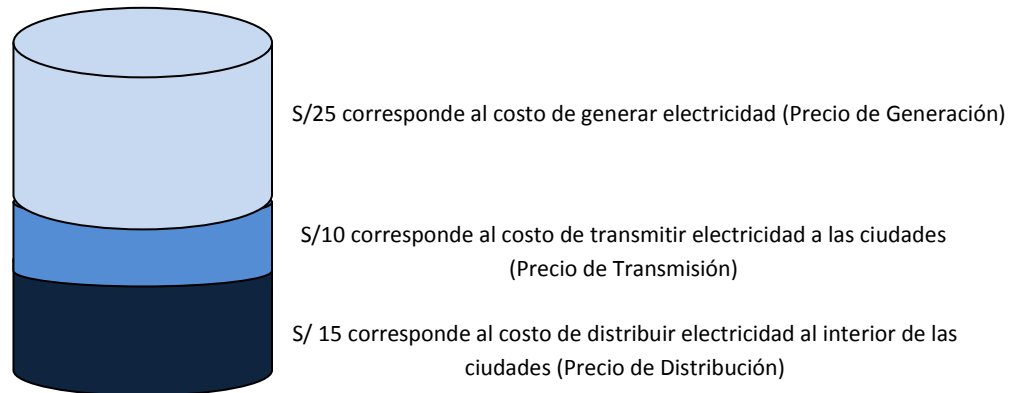 S/25 corresponde al costo de generar electricidad (Precio de Generación)
S/10 corresponde al costo de transmitir electricidad a las ciudades
(Precio de Transmisión)
S/ 15 corresponde al costo de distribuir electricidad al interior de las
ciudades (Precio de Distribución)